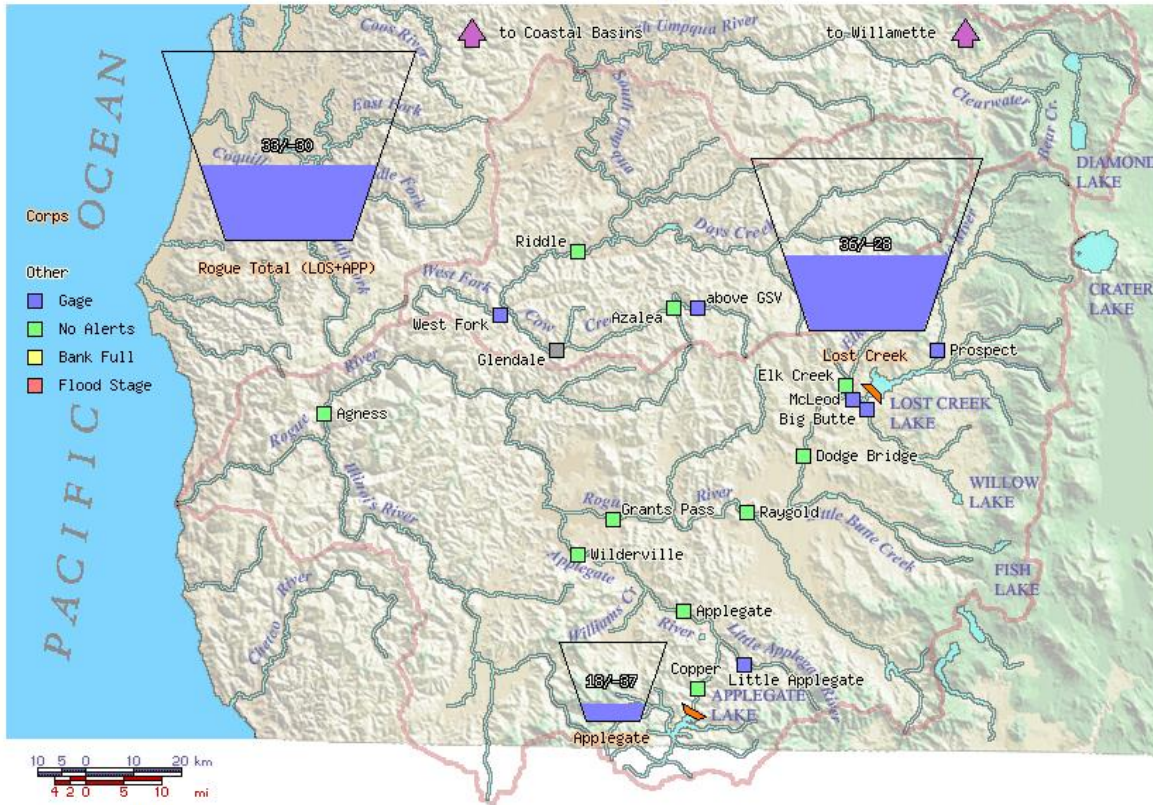 to Coastal Basins
to Willamette
Coos River
Umpqua River
South Umpqua
Clearwater
Bear Cr.
DIAMOND
LAKE
CRATER
LAKE
East Fork
33/-30
Rogue Total (LOS+APP)
PACIFIC OCEAN
Corps
Other
Gage
No Alerts
Bank Full
Flood Stage
Days Creek
36/-28
River
Lost Creek
Riddle
West Fork
West Fork
Cow
Azalea
above GSV
Glendale
Prospect
Elk Creek
McLeod
Big Butte
LOST CREEK
LAKE
River
Rogue
Agness
Illinois River
Dodge Bridge
WILLOW
LAKE
River
Grants Pass
Raygold
Little Butte Creek
FISH
LAKE
Wilderville
Applegate
Williams Cr
Chetco River
Applegate
River
Little Applegate River
Copper
Little Applegate
APPLEGATE
LAKE
18/-37
Applegate
10 5 0 10 20 km
4 2 0 5 10 mi